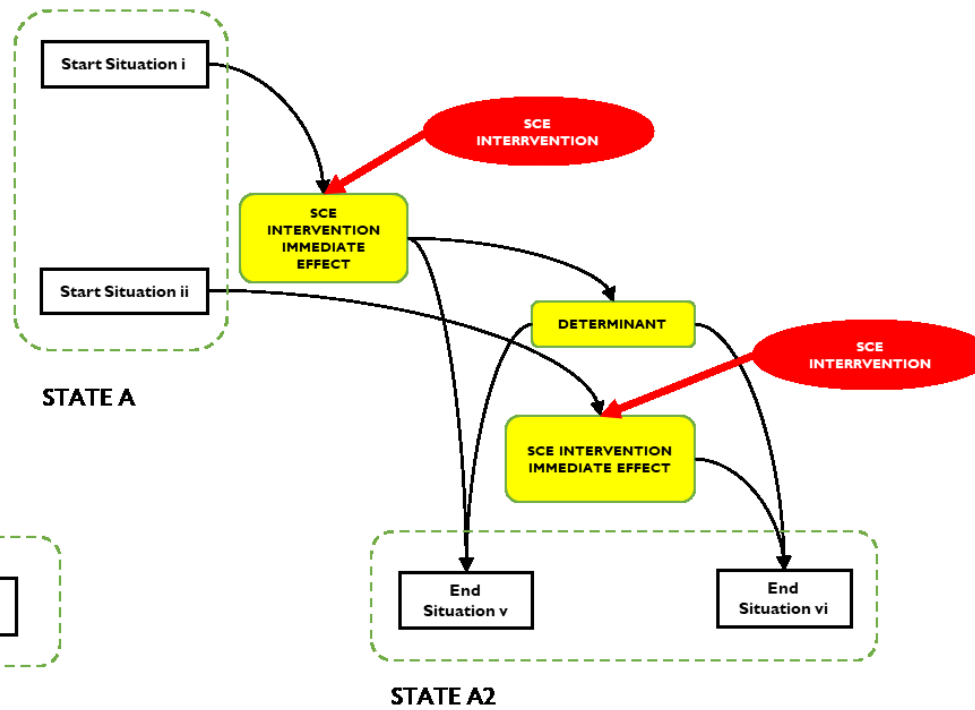 Start Situation i
SCE
INTERRVENTION
SCE
INTERVENTION
IMMEDIATE
EFFECT
Start Situation ii
DETERMINANT
SCE
INTERRVENTION
STATE A
SCE INTERVENTION
IMMEDIATE EFFECT
End
Situation v
End
Situation vi
STATE A2